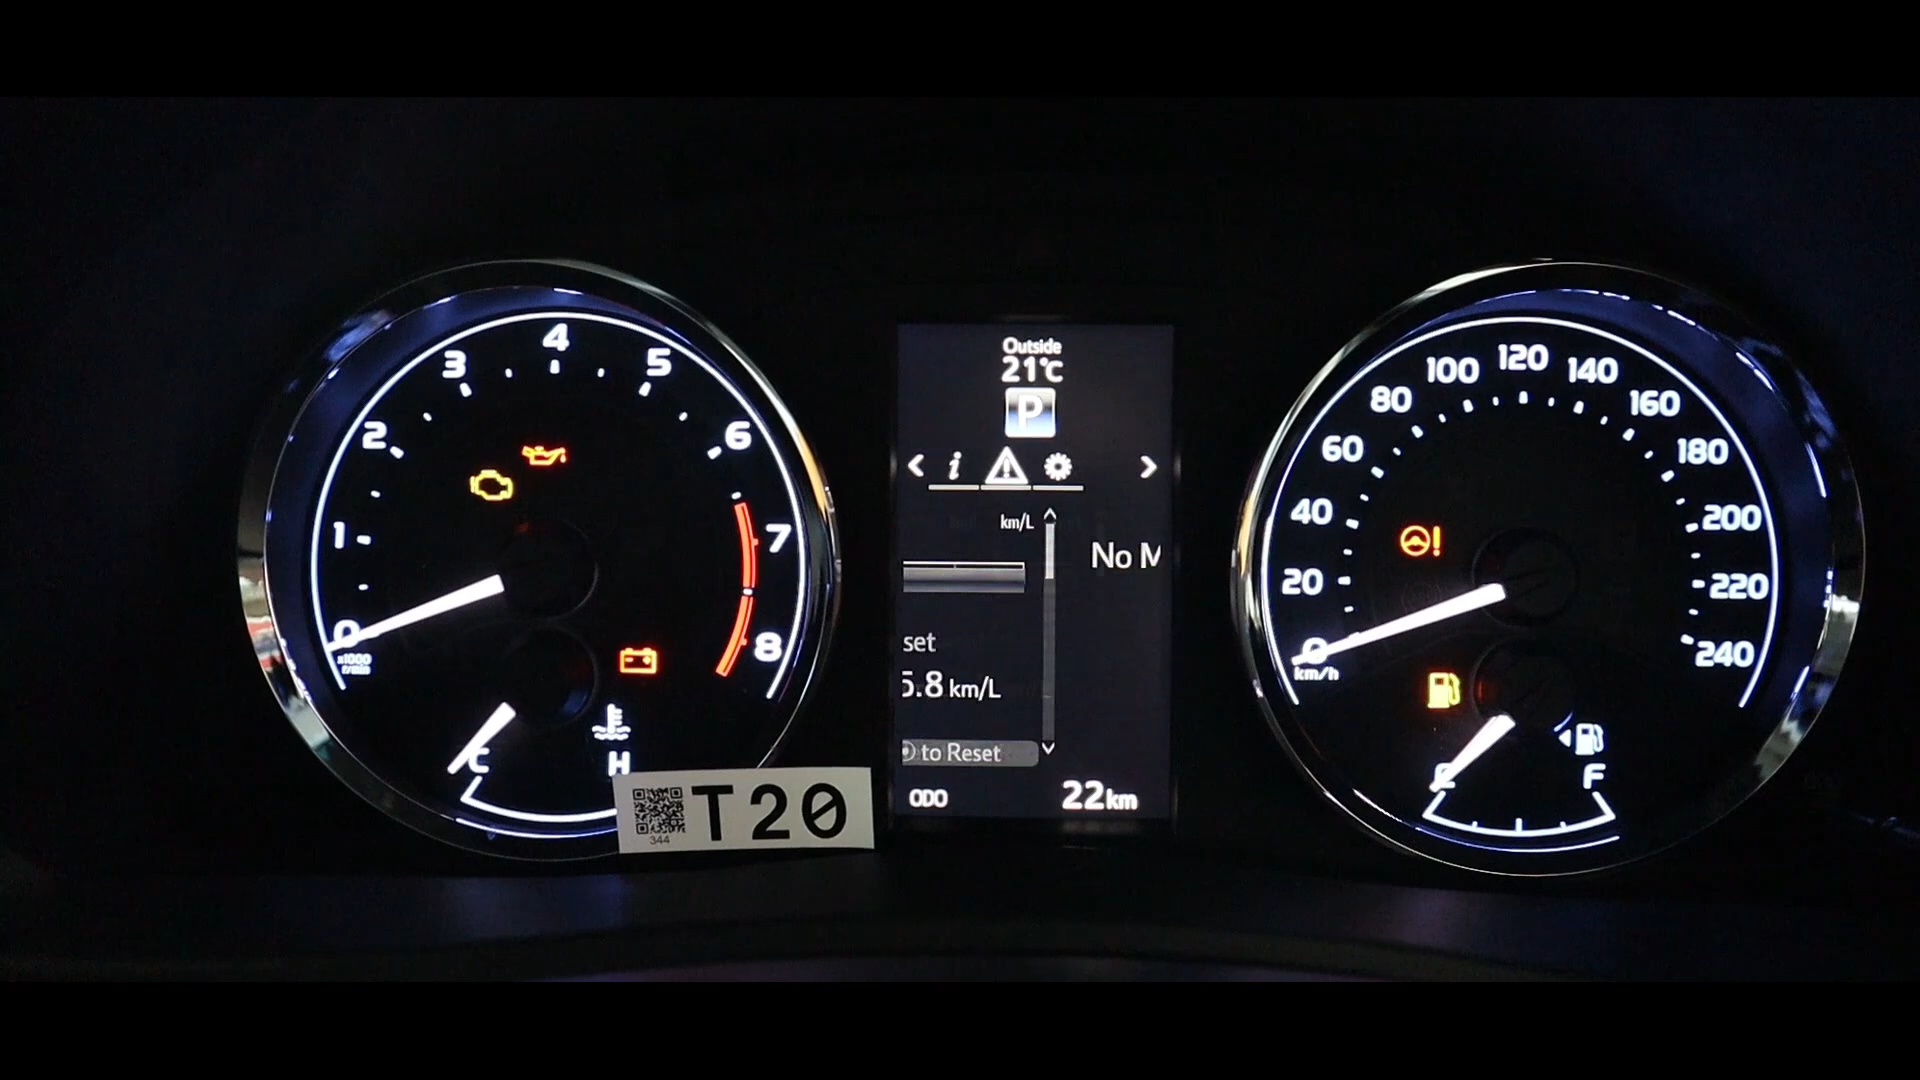 0
1
2
3
4
5
6
7
8
x1000
r/min
C
H
344
T20
Outside
21°C
P
i
km/L
No M
set
5.8 km/L
to Reset
ODO
22km
0
20
40
60
80
100
120
140
160
180
200
220
240
km/h
E
F